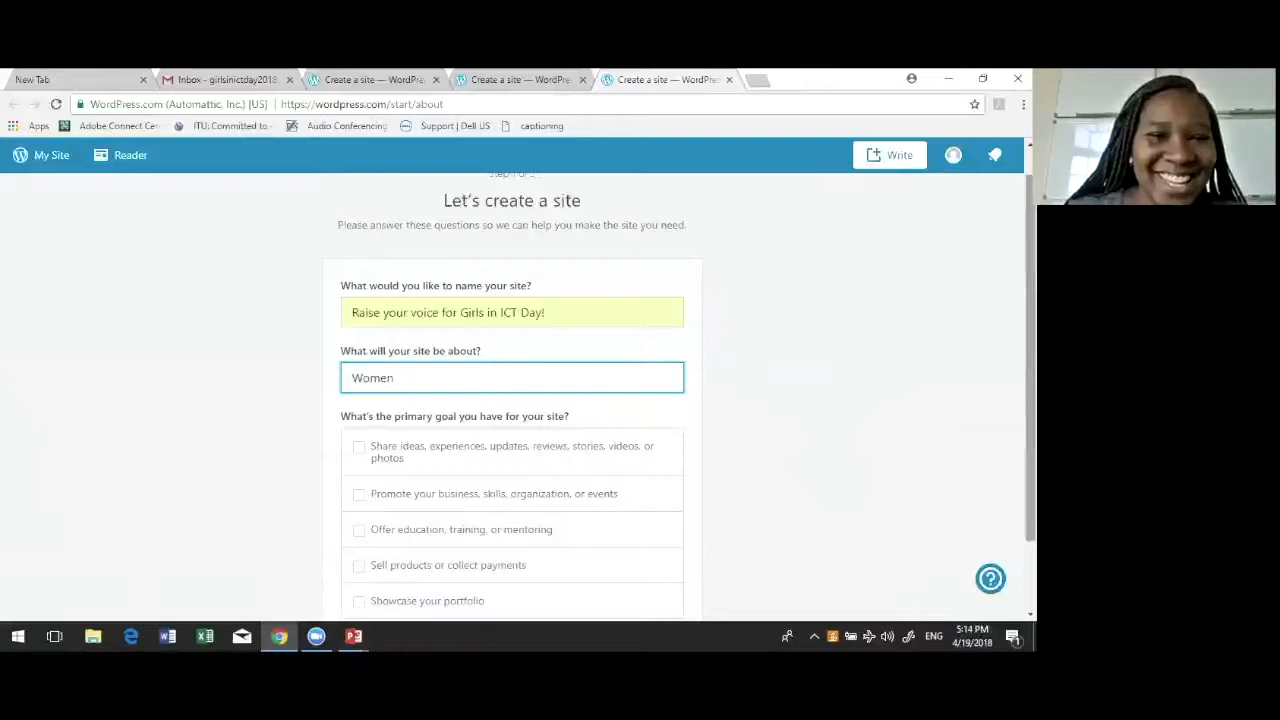 New Tab
Inbox - girlsinictday2018
Create a site — WordPre
Create a site — WordPre
Create a site — WordPre
WordPress.com (Automattic, Inc.) [US] | https://wordpress.com/start/about
Apps Adobe Connect Cen ITU: Committed to Audio Conferencing Support | Dell US captioning
My Site Reader Write
Let's create a site
Please answer these questions so we can help you make the site you need.
What would you like to name your site?
Raise your voice for Girls in ICT Day!
What will your site be about?
Women
What's the primary goal you have for your site?
Share ideas, experiences, updates, reviews, stories, videos, or
photos
Promote your business, skills, organization, or events
Offer education, training, or mentoring
Sell products or collect payments
Showcase your portfolio
ENG
5:14 PM
4/19/2018